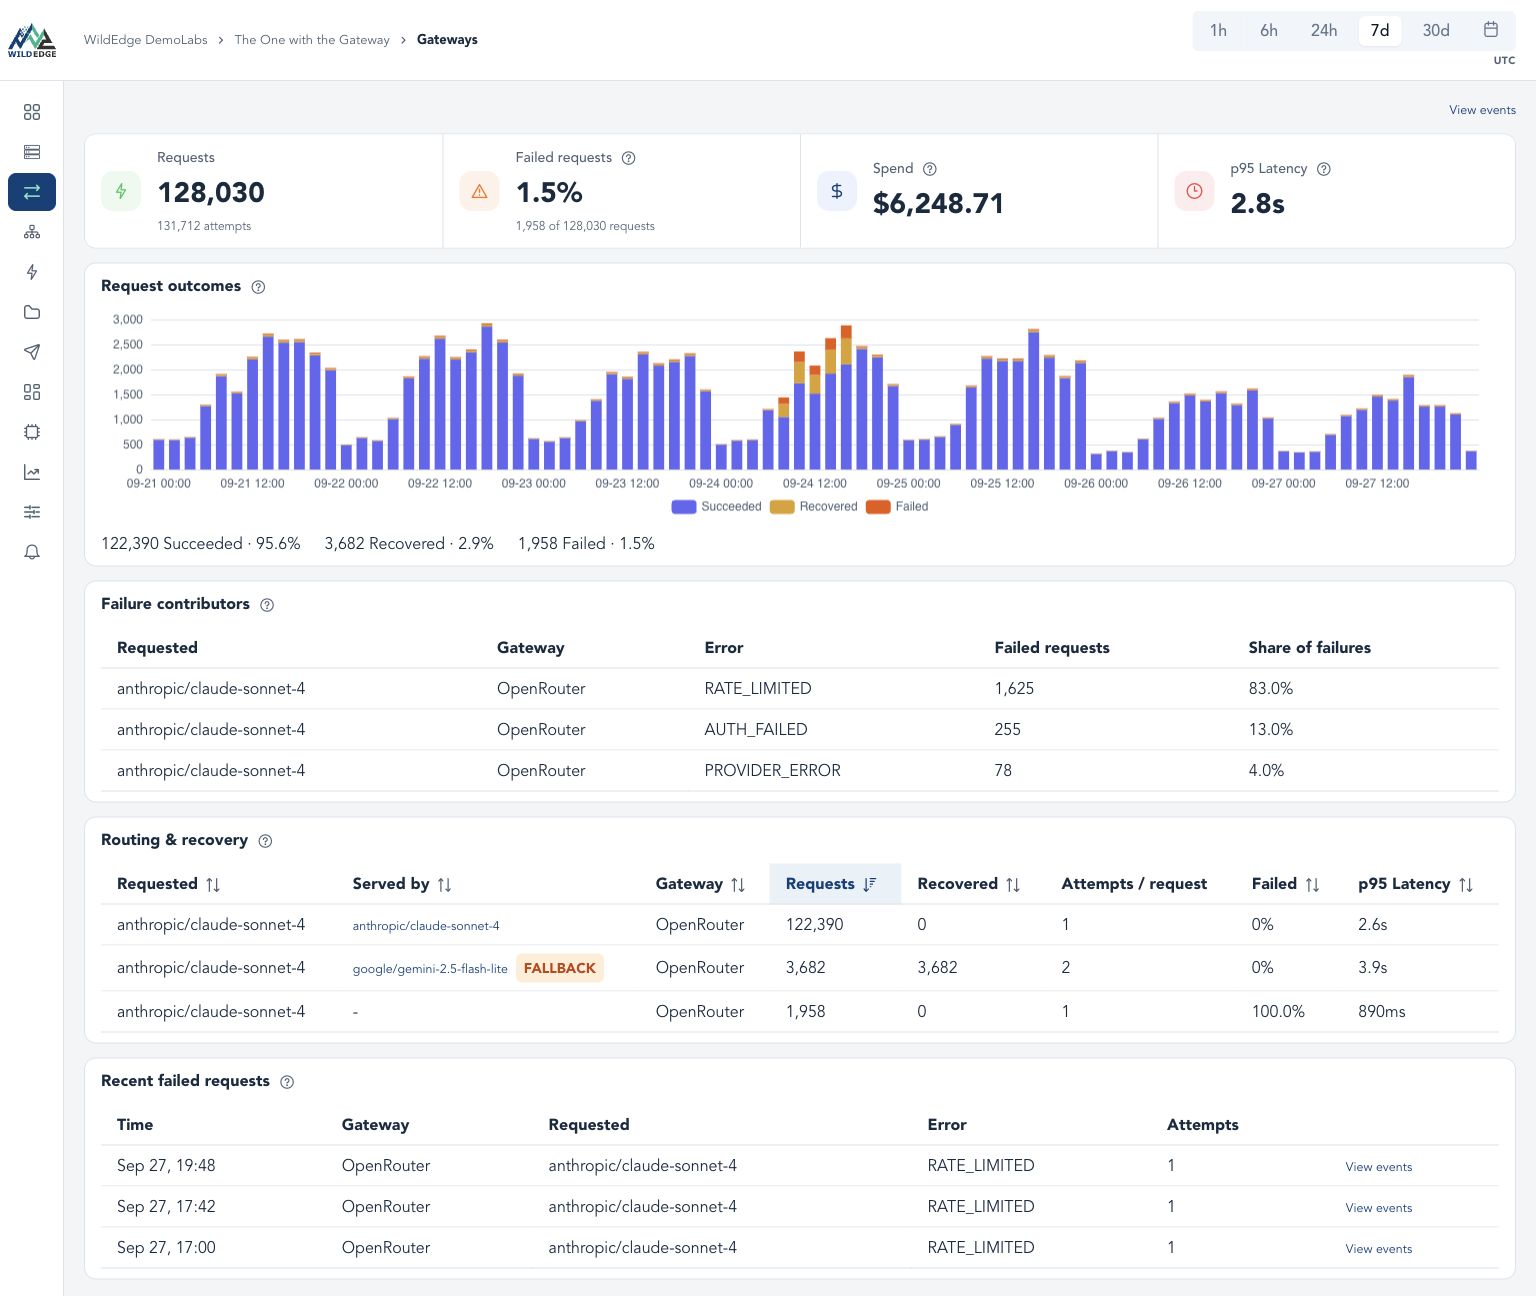 WILDEDGE
WildEdge DemoLabs > The One with the Gateway > Gateways
1h 6h 24h 7d 30d
UTC
View events
Requests
128,030
131,712 attempts
Failed requests
1.5%
1,958 of 128,030 requests
Spend
$6,248.71
p95 Latency
2.8s
Request outcomes
3,000
2,500
2,000
1,500
1,000
500
0
09-21 00:00 09-21 12:00 09-22 00:00 09-22 12:00 09-23 00:00 09-23 12:00 09-24 00:00 09-24 12:00 09-25 00:00 09-25 12:00 09-26 00:00 09-26 12:00 09-27 00:00 09-27 12:00
Succeeded Recovered Failed
122,390 Succeeded · 95.6% 3,682 Recovered · 2.9% 1,958 Failed · 1.5%
Failure contributors
Requested Gateway Error Failed requests Share of failures
anthropic/claude-sonnet-4 OpenRouter RATE_LIMITED 1,625 83.0%
anthropic/claude-sonnet-4 OpenRouter AUTH_FAILED 255 13.0%
anthropic/claude-sonnet-4 OpenRouter PROVIDER_ERROR 78 4.0%
Routing & recovery
Requested Served by Gateway Requests Recovered Attempts / request Failed p95 Latency
anthropic/claude-sonnet-4 anthropic/claude-sonnet-4 OpenRouter 122,390 0 1 0% 2.6s
anthropic/claude-sonnet-4 google/gemini-2.5-flash-lite FALLBACK OpenRouter 3,682 3,682 2 0% 3.9s
anthropic/claude-sonnet-4 - OpenRouter 1,958 0 1 100.0% 890ms
Recent failed requests
Time Gateway Requested Error Attempts
Sep 27, 19:48 OpenRouter anthropic/claude-sonnet-4 RATE_LIMITED 1 View events
Sep 27, 17:42 OpenRouter anthropic/claude-sonnet-4 RATE_LIMITED 1 View events
Sep 27, 17:00 OpenRouter anthropic/claude-sonnet-4 RATE_LIMITED 1 View events